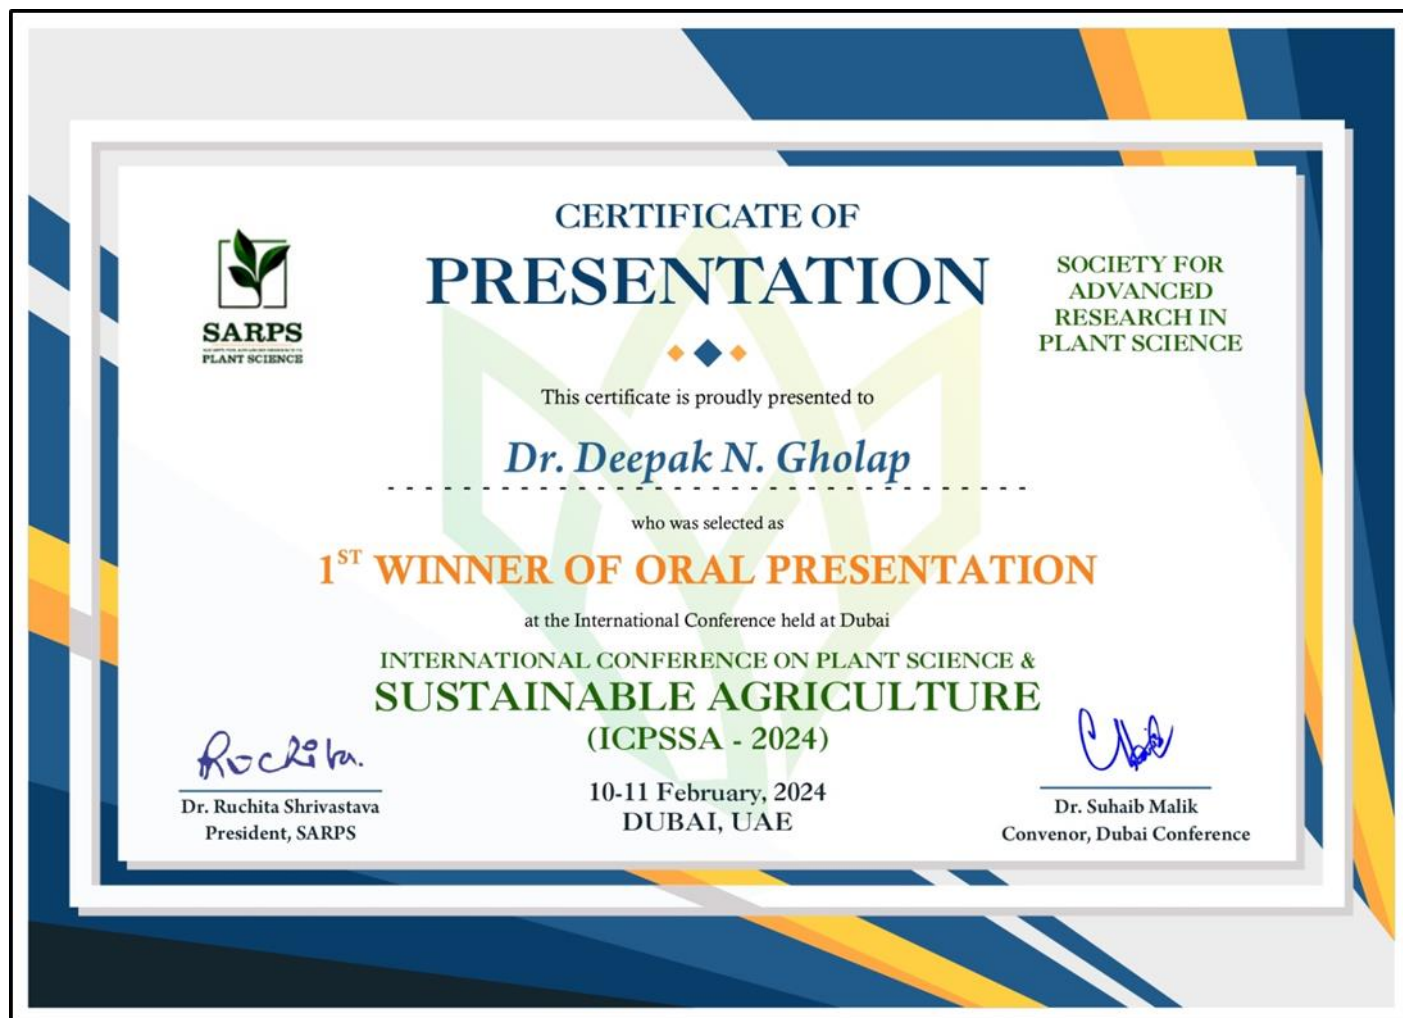 CERTIFICATE OF
PRESENTATION
SARPS
PLANT SCIENCE
SOCIETY FOR
ADVANCED
RESEARCH IN
PLANT SCIENCE
This certificate is proudly presented to
Dr. Deepak N. Gholap
who was selected as
1ST WINNER OF ORAL PRESENTATION
at the International Conference held at Dubai
INTERNATIONAL CONFERENCE ON PLANT SCIENCE &
SUSTAINABLE AGRICULTURE
(ICPSSA - 2024)
10-11 February, 2024
DUBAI, UAE
Ruchita.
Dr. Ruchita Shrivastava
President, SARPS
Dr. Suhaib Malik
Convenor, Dubai Conference